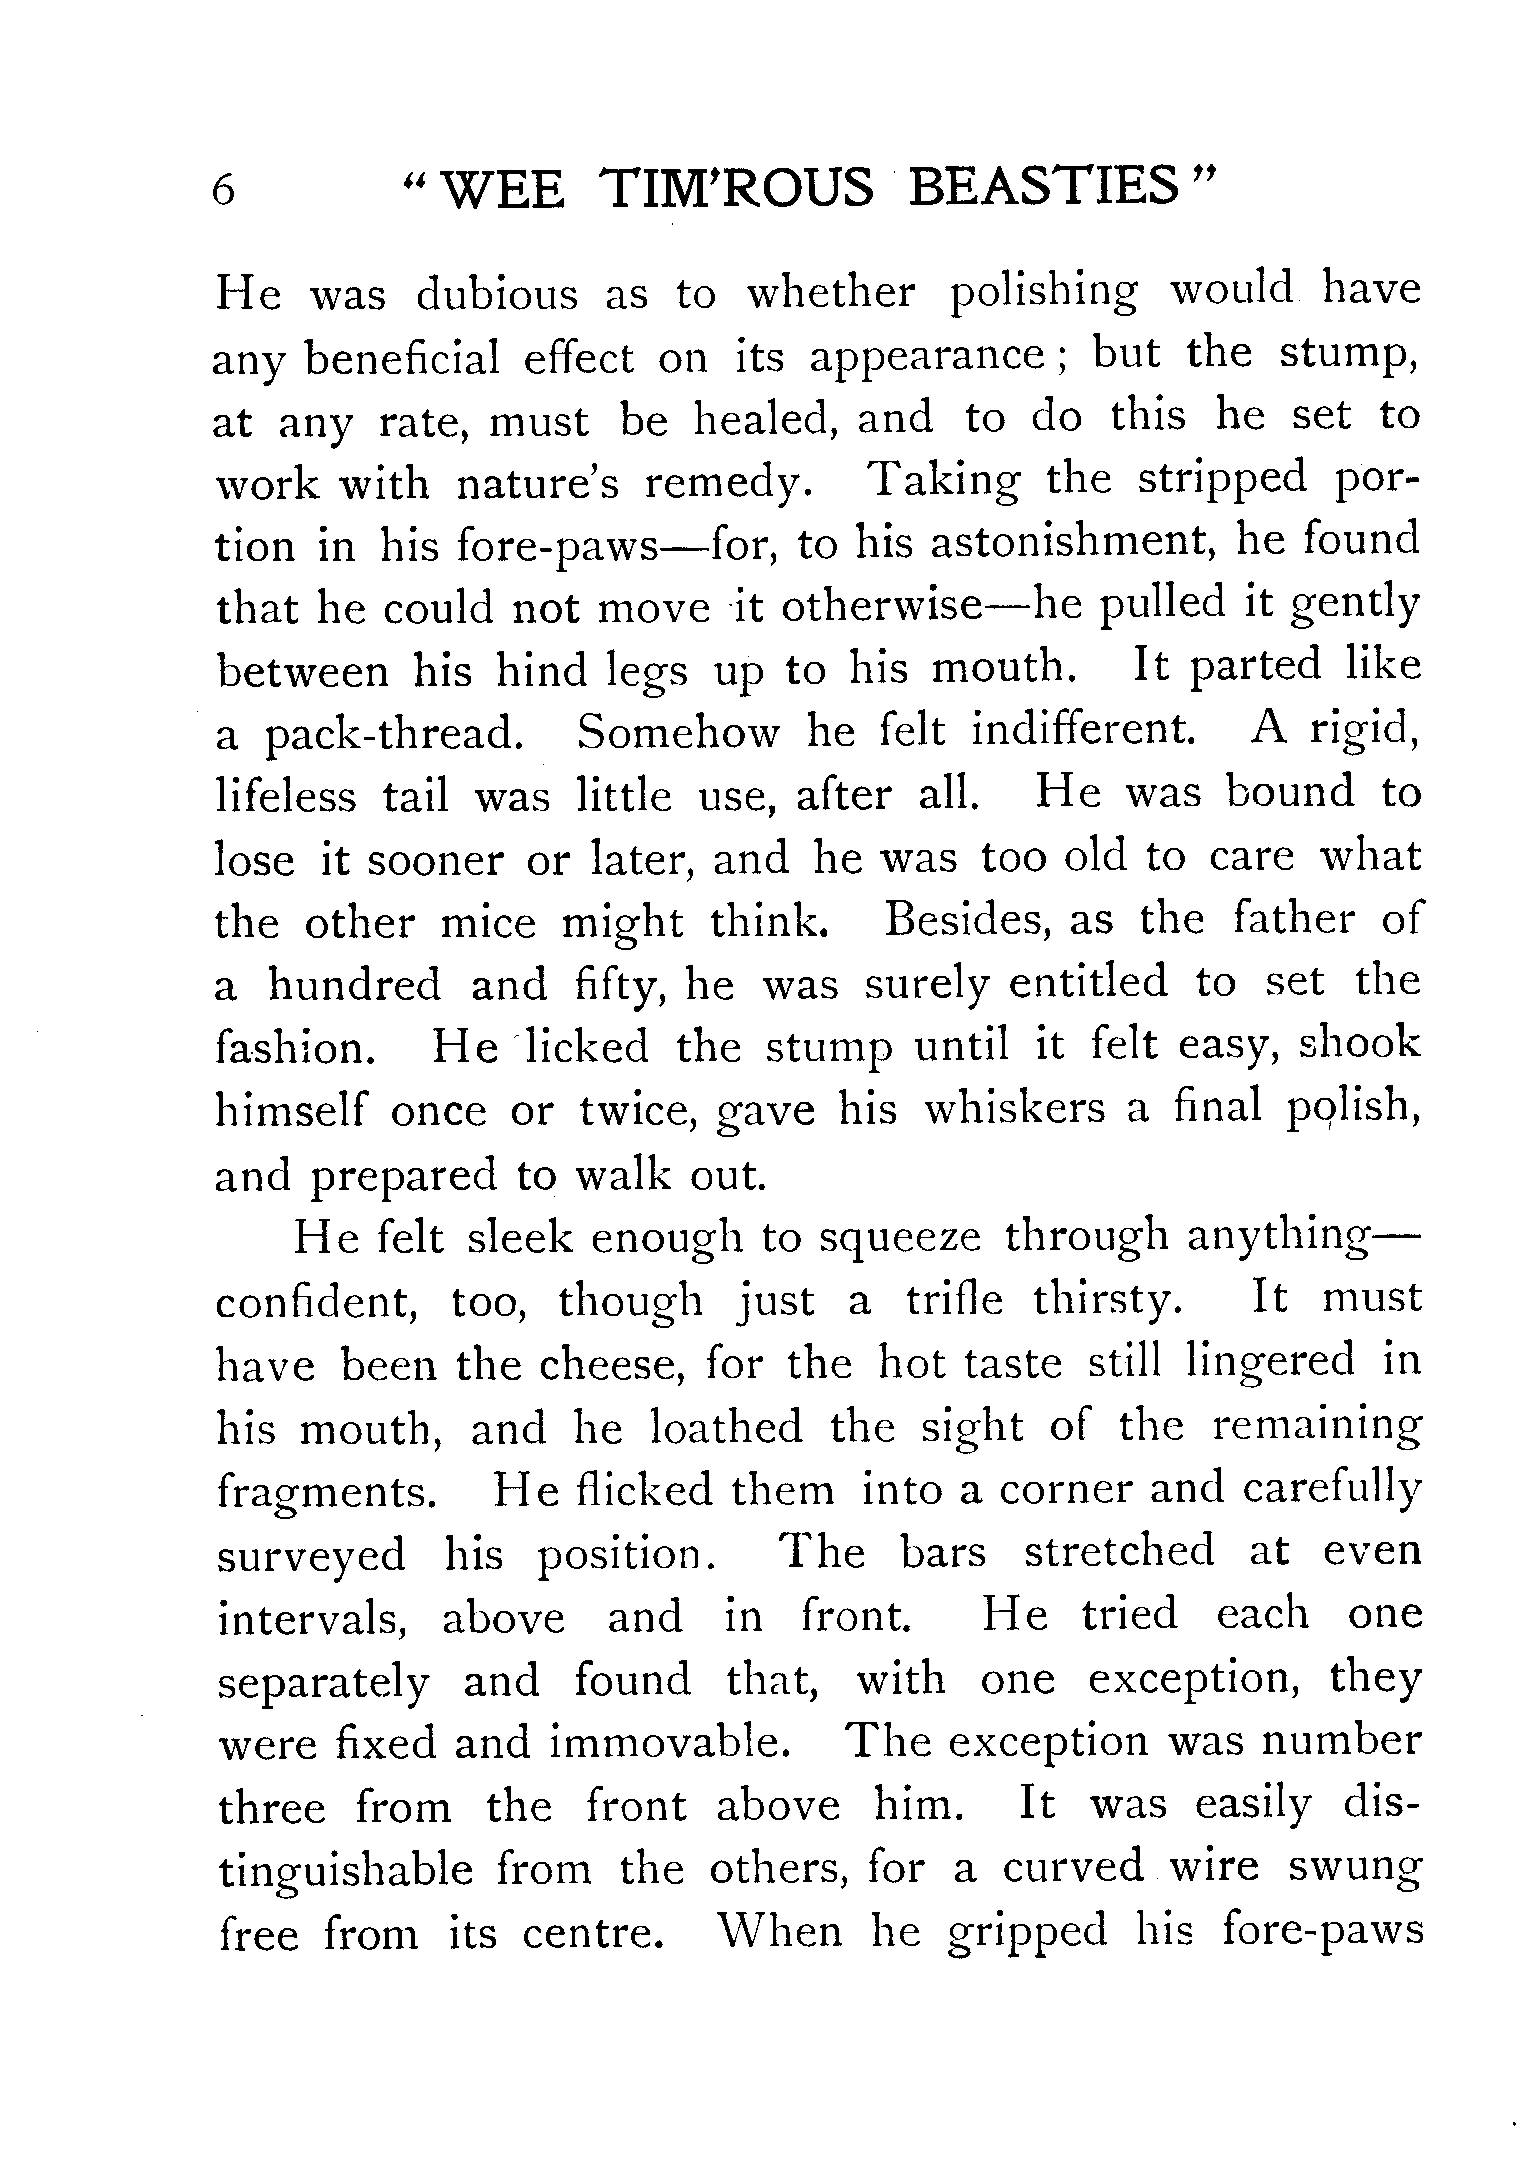 6 “WEE TIM'ROUS BEASTIES”
He was dubious as to whether polishing would have
any beneficial effect on its appearance; but the stump,
at any rate, must be healed, and to do this he set to
work with nature's remedy. Taking the stripped por-
tion in his fore-paws—for, to his astonishment, he found
that he could not move it otherwise—he pulled it gently
between his hind legs up to his mouth. It parted like
a pack-thread. Somehow he felt indifferent. A rigid,
lifeless tail was little use, after all. He was bound to
lose it sooner or later, and he was too old to care what
the other mice might think. Besides, as the father of
a hundred and fifty, he was surely entitled to set the
fashion. He licked the stump until it felt easy, shook
himself once or twice, gave his whiskers a final polish,
and prepared to walk out.
He felt sleek enough to squeeze through anything—
confident, too, though just a trifle thirsty. It must
have been the cheese, for the hot taste still lingered in
his mouth, and he loathed the sight of the remaining
fragments. He flicked them into a corner and carefully
surveyed his position. The bars stretched at even
intervals, above and in front. He tried each one
separately and found that, with one exception, they
were fixed and immovable. The exception was number
three from the front above him. It was easily dis-
tinguishable from the others, for a curved wire swung
free from its centre. When he gripped his fore-paws